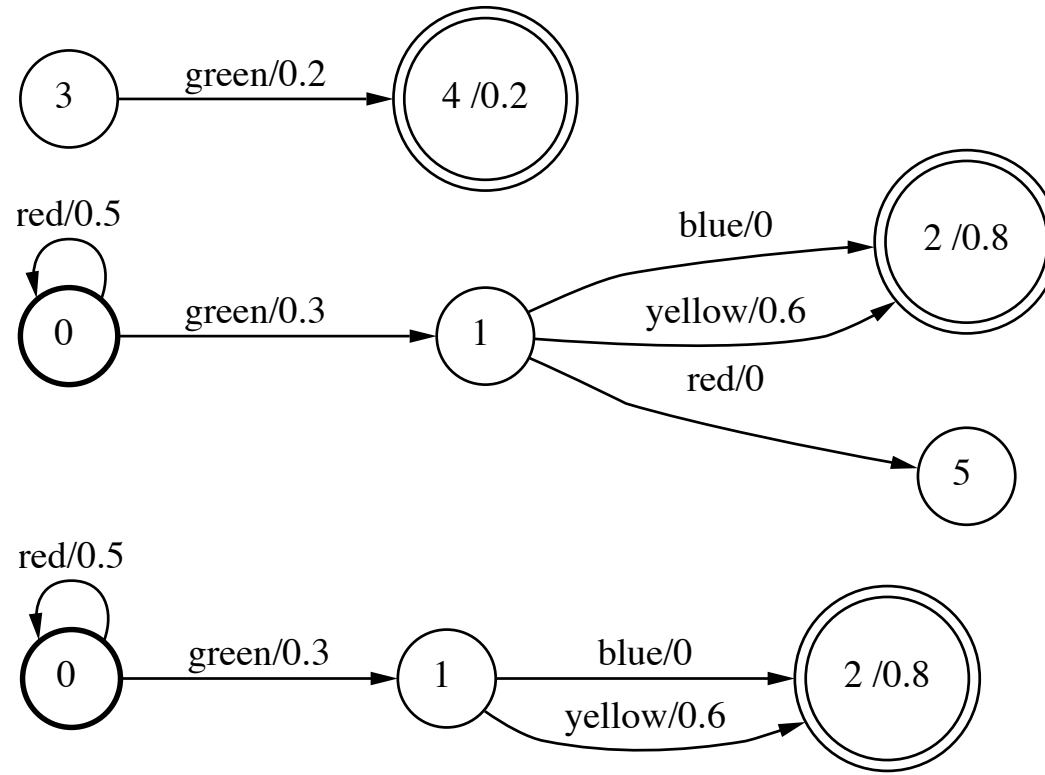 green/0.2
3
4 /0.2
red/0.5
blue/0
2 /0.8
green/0.3
yellow/0.6
0
1
red/0
5
red/0.5
green/0.3
blue/0
0
1
2 /0.8
yellow/0.6